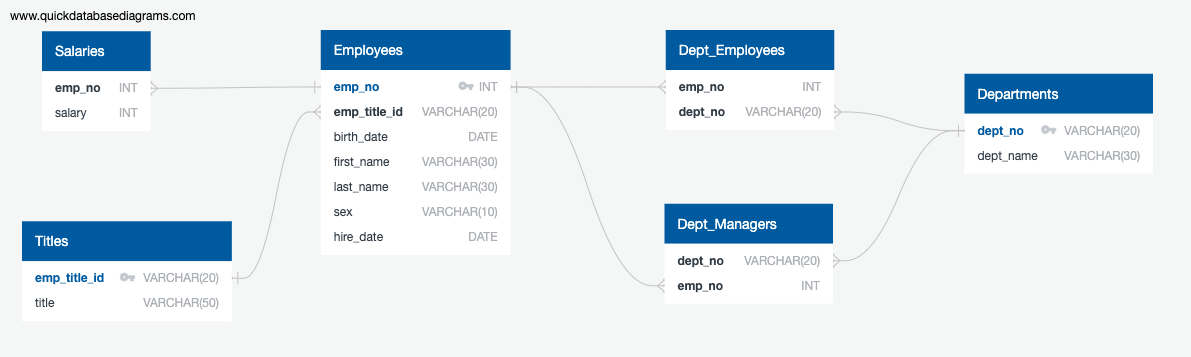 www.quickdatabasediagrams.com
Salaries
emp_no INT
salary INT
Employees
emp_no INT
emp_title_id VARCHAR(20)
birth_date DATE
first_name VARCHAR(30)
last_name VARCHAR(30)
sex VARCHAR(10)
hire_date DATE
Dept_Employees
emp_no INT
dept_no VARCHAR(20)
Departments
dept_no VARCHAR(20)
dept_name VARCHAR(30)
Titles
emp_title_id VARCHAR(20)
title VARCHAR(50)
Dept_Managers
dept_no VARCHAR(20)
emp_no INT